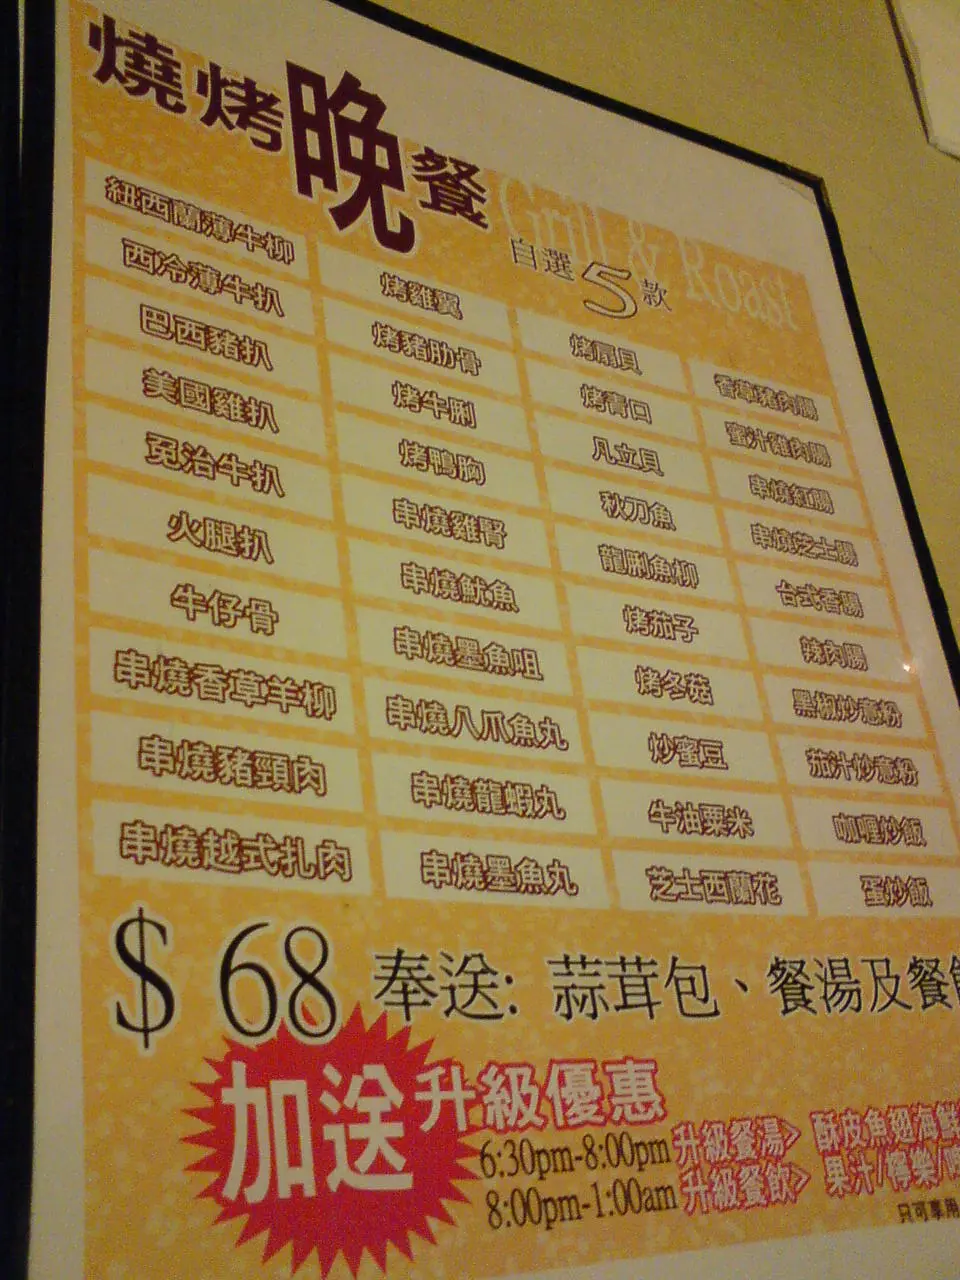 燒烤晚餐
Grill & Roast
自選5款
紐西蘭薄牛柳
西冷薄牛扒
巴西豬扒
美國雞扒
免治牛扒
火腿扒
牛仔骨
串燒香草羊柳
串燒豬頸肉
串燒越式扎肉
烤雞翼
烤豬肋骨
烤牛脷
烤鴨胸
串燒雞腎
串燒魷魚
串燒墨魚咀
串燒八爪魚丸
串燒龍蝦丸
串燒墨魚丸
烤扇貝
烤青口
凡立貝
秋刀魚
龍脷魚柳
烤茄子
烤冬菇
炒蜜豆
牛油粟米
芝士西蘭花
香草豬肉腸
蜜汁雞肉腸
串燒紅腸
串燒芝士腸
台式香腸
辣肉腸
黑椒炒意粉
茄汁炒意粉
咖喱炒飯
蛋炒飯
$ 68 奉送: 蒜茸包、餐湯及餐
加送升級優惠
6:30pm-8:00pm 升級餐湯> 酥皮魚翅海鮮
8:00pm-1:00am 升級餐飲> 果汁/檸樂/
只可享用